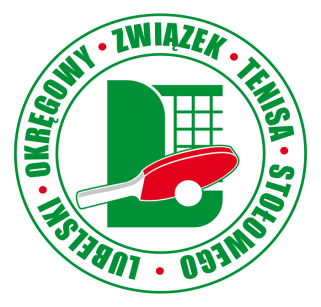 LUBELSKI • OKRĘGOWY • ZWIĄZEK • TENISA • STOŁOWEGO •
L